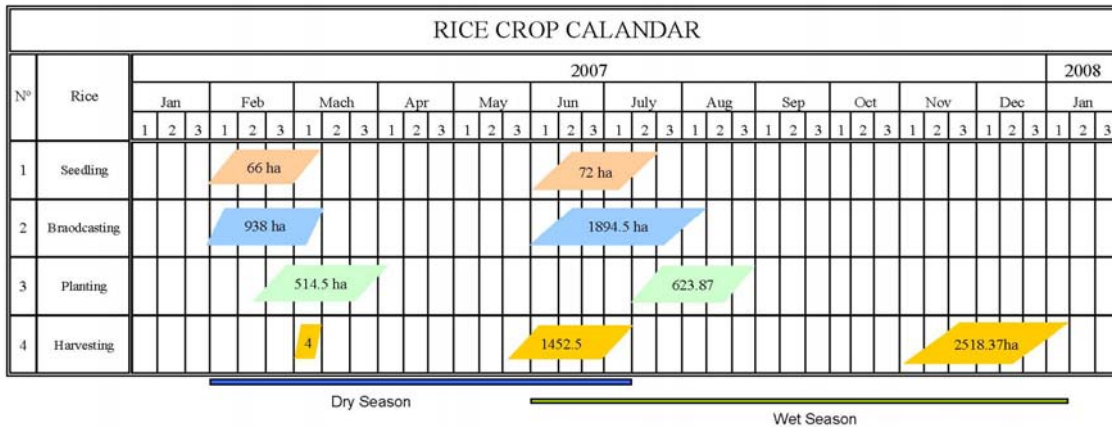 RICE CROP CALANDAR
Nº Rice 2007 2008
Jan Feb Mach Apr May Jun July Aug Sep Oct Nov Dec Jan
1 2 3 1 2 3 1 2 3 1 2 3 1 2 3 1 2 3 1 2 3 1 2 3 1 2 3 1 2 3 1 2 3 1 2 3 1 2 3
1 Seedling 66 ha 72 ha
2 Braodcasting 938 ha 1894.5 ha
3 Planting 514.5 ha 623.87
4 Harvesting 4 1452.5 2518.37ha
Dry Season
Wet Season